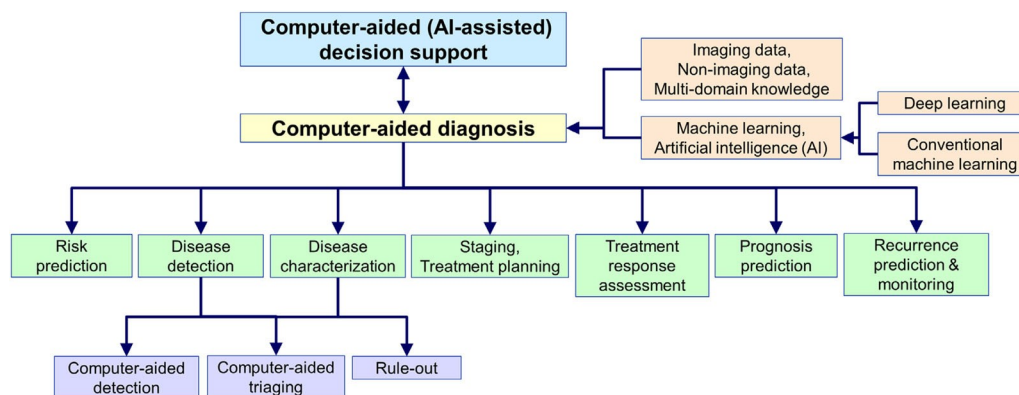 Computer-aided (AI-assisted)
decision support
Imaging data,
Non-imaging data,
Multi-domain knowledge
Deep learning
Computer-aided diagnosis
Machine learning,
Artificial intelligence (AI)
Conventional
machine learning
Risk
prediction
Disease
detection
Disease
characterization
Staging,
Treatment planning
Treatment
response
assessment
Prognosis
prediction
Recurrence
prediction &
monitoring
Computer-aided
detection
Computer-aided
triaging
Rule-out